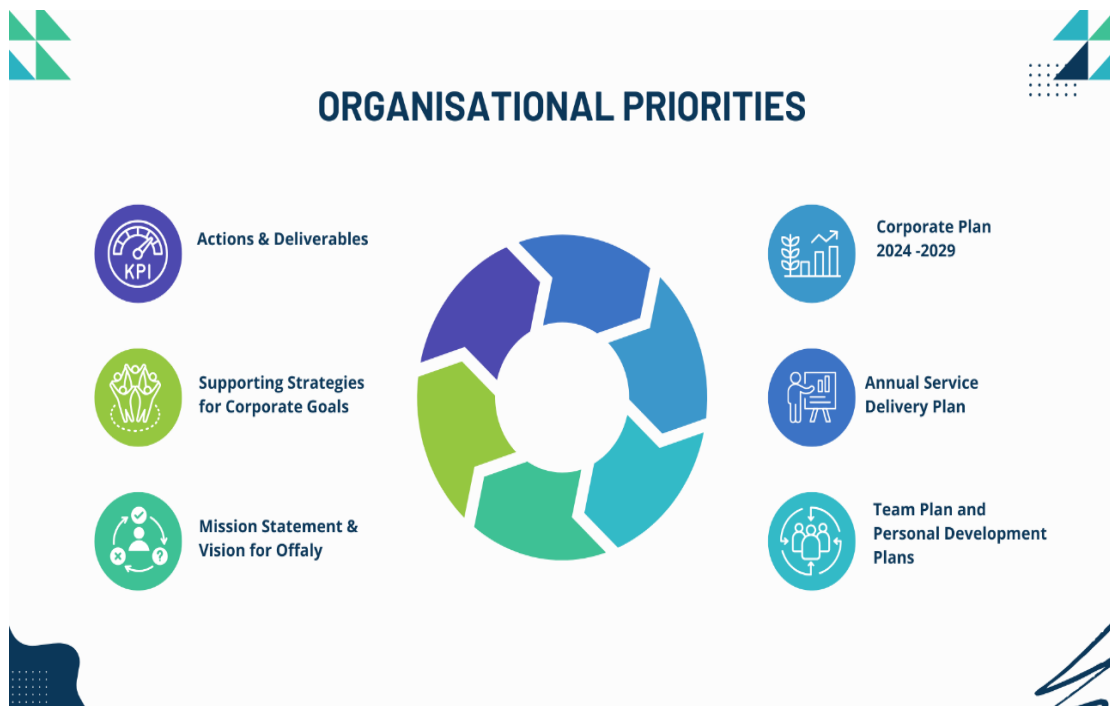 ORGANISATIONAL PRIORITIES
KPI
Actions & Deliverables
Supporting Strategies
for Corporate Goals
Mission Statement &
Vision for Offaly
Corporate Plan
2024 -2029
Annual Service
Delivery Plan
Team Plan and
Personal Development
Plans